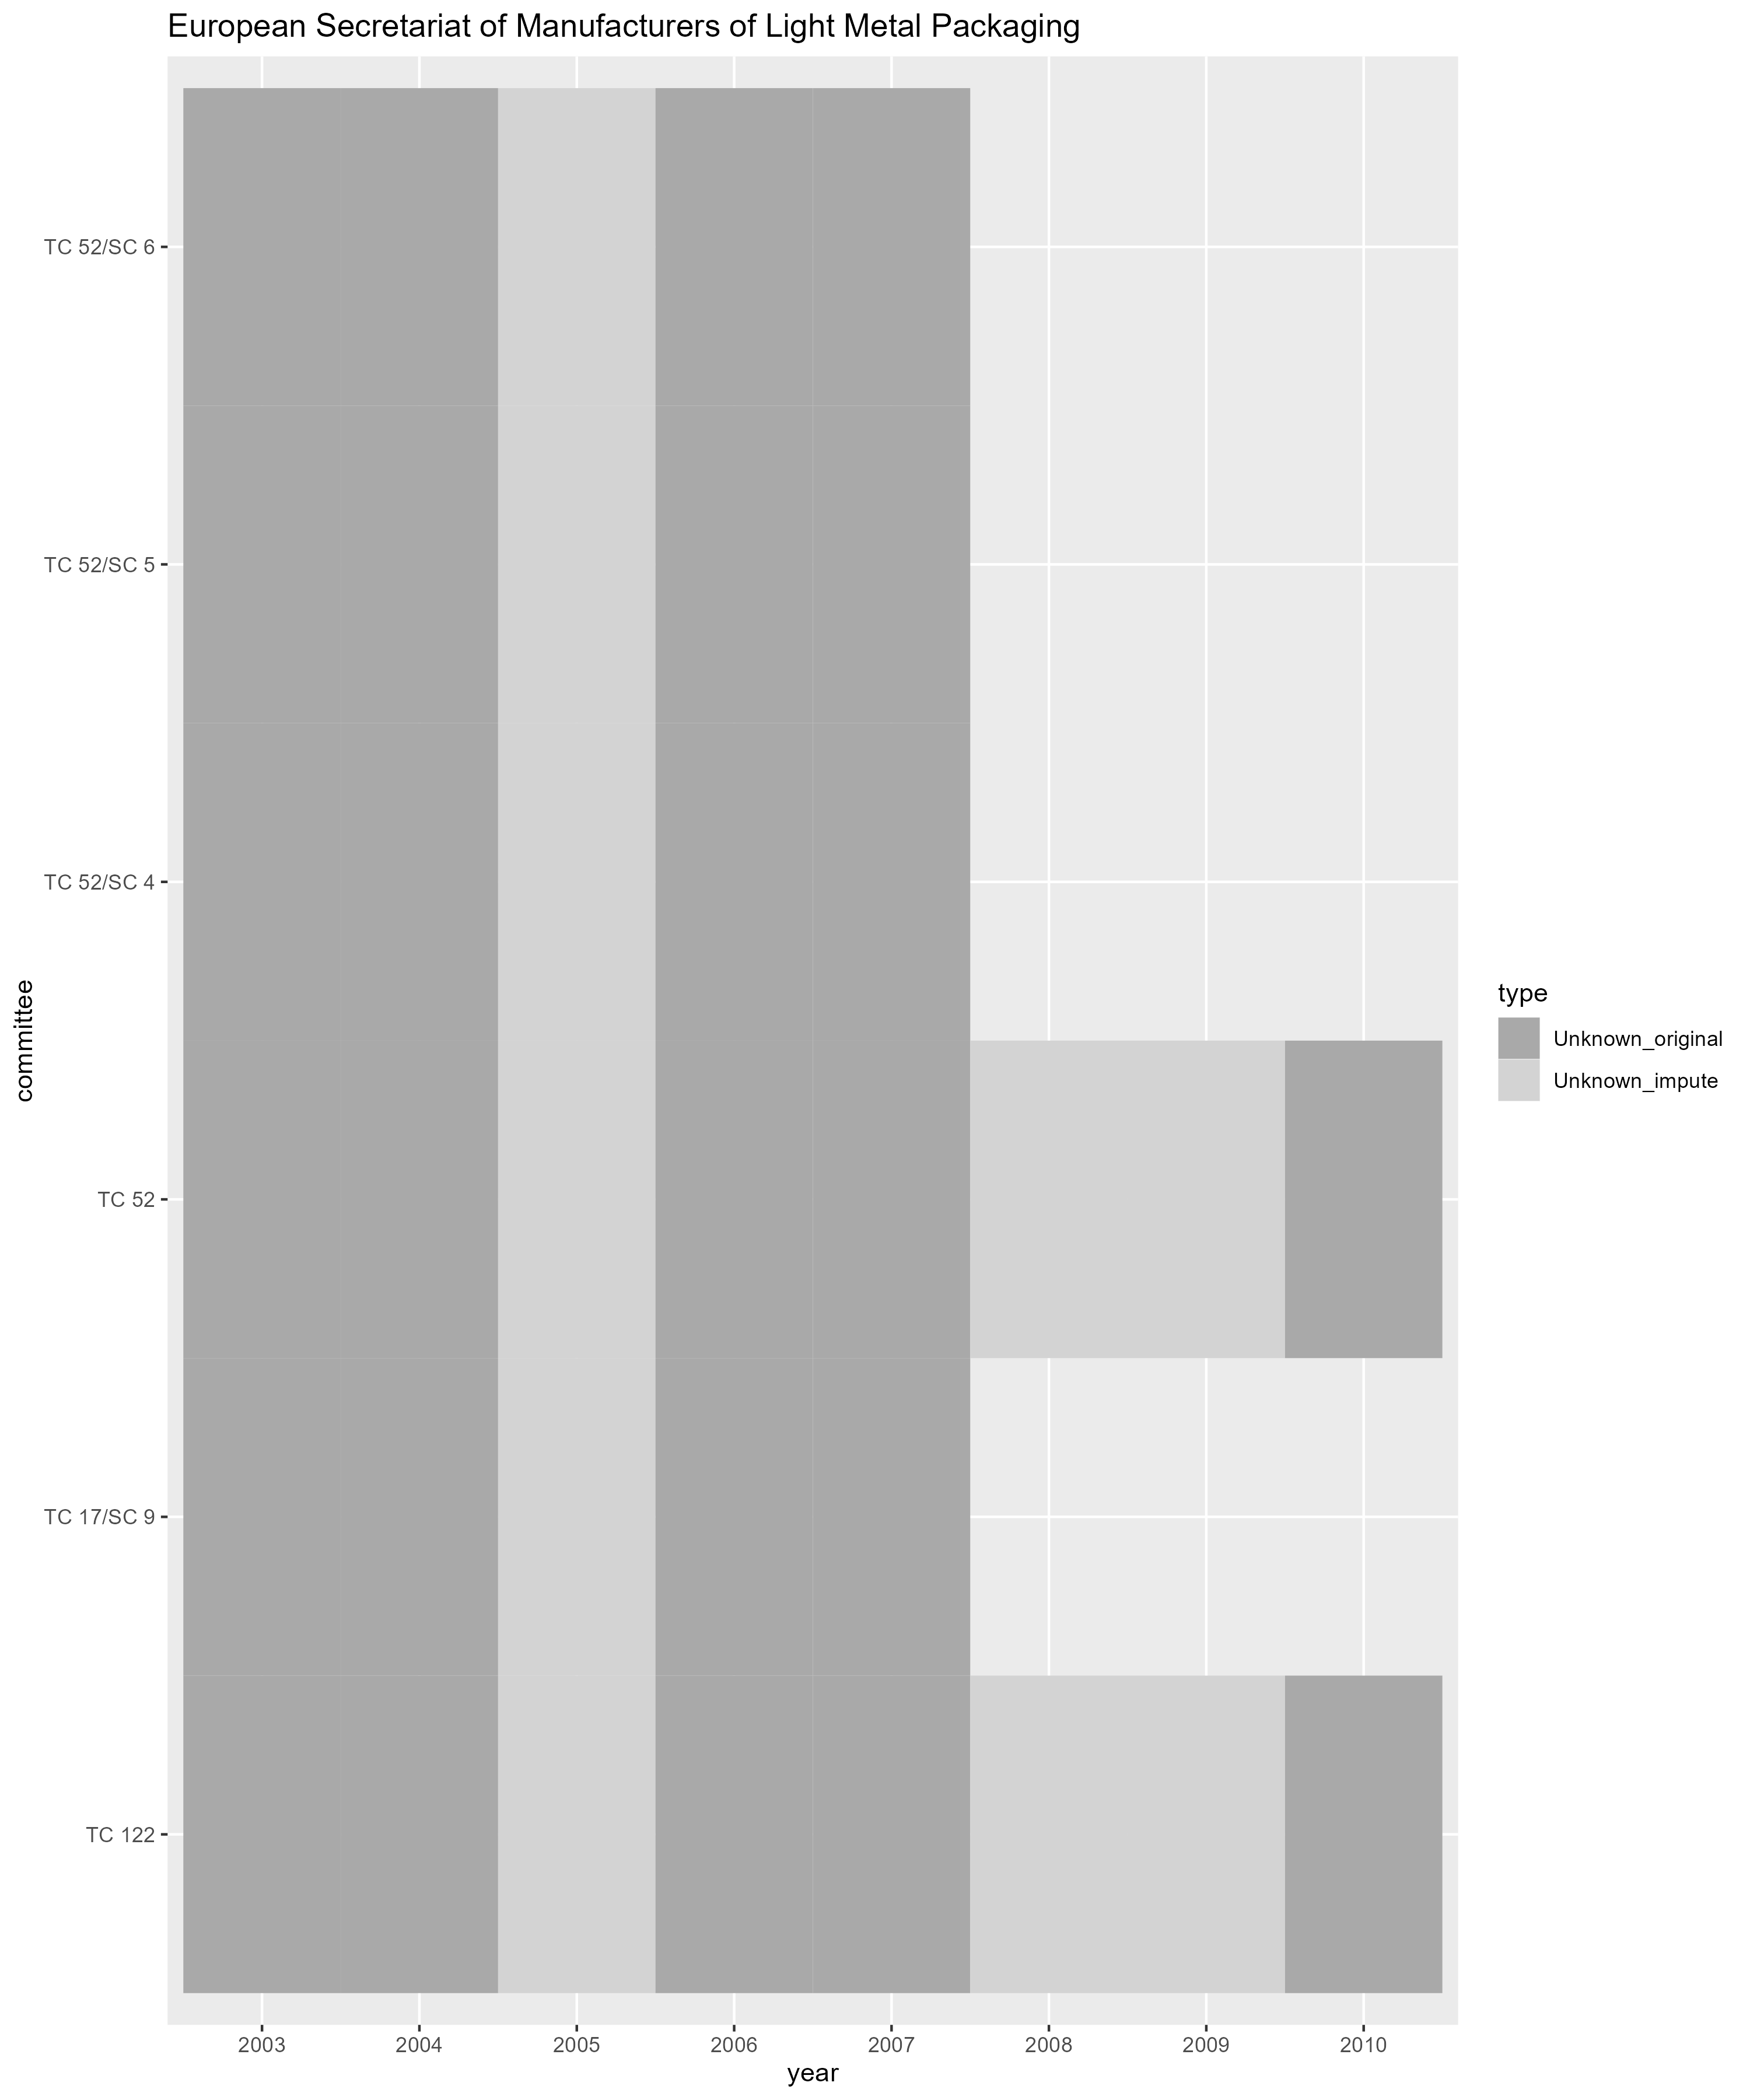 European Secretariat of Manufacturers of Light Metal Packaging
committee
TC 52/SC 6
TC 52/SC 5
TC 52/SC 4
TC 52
TC 17/SC 9
TC 122
2003 2004 2005 2006 2007 2008 2009 2010
year
type
Unknown_original
Unknown_impute